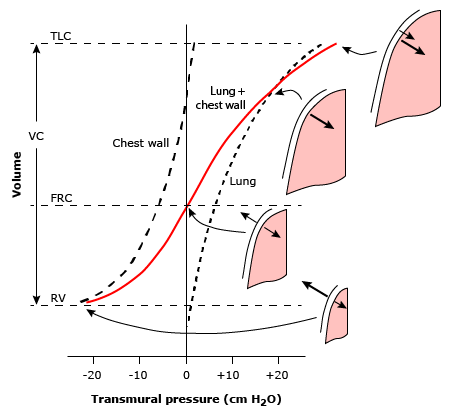 TLC
Lung +
chest wall
VC
Chest wall
Volume
Lung
FRC
RV
-20 -10 0 +10 +20
Transmural pressure (cm H₂O)